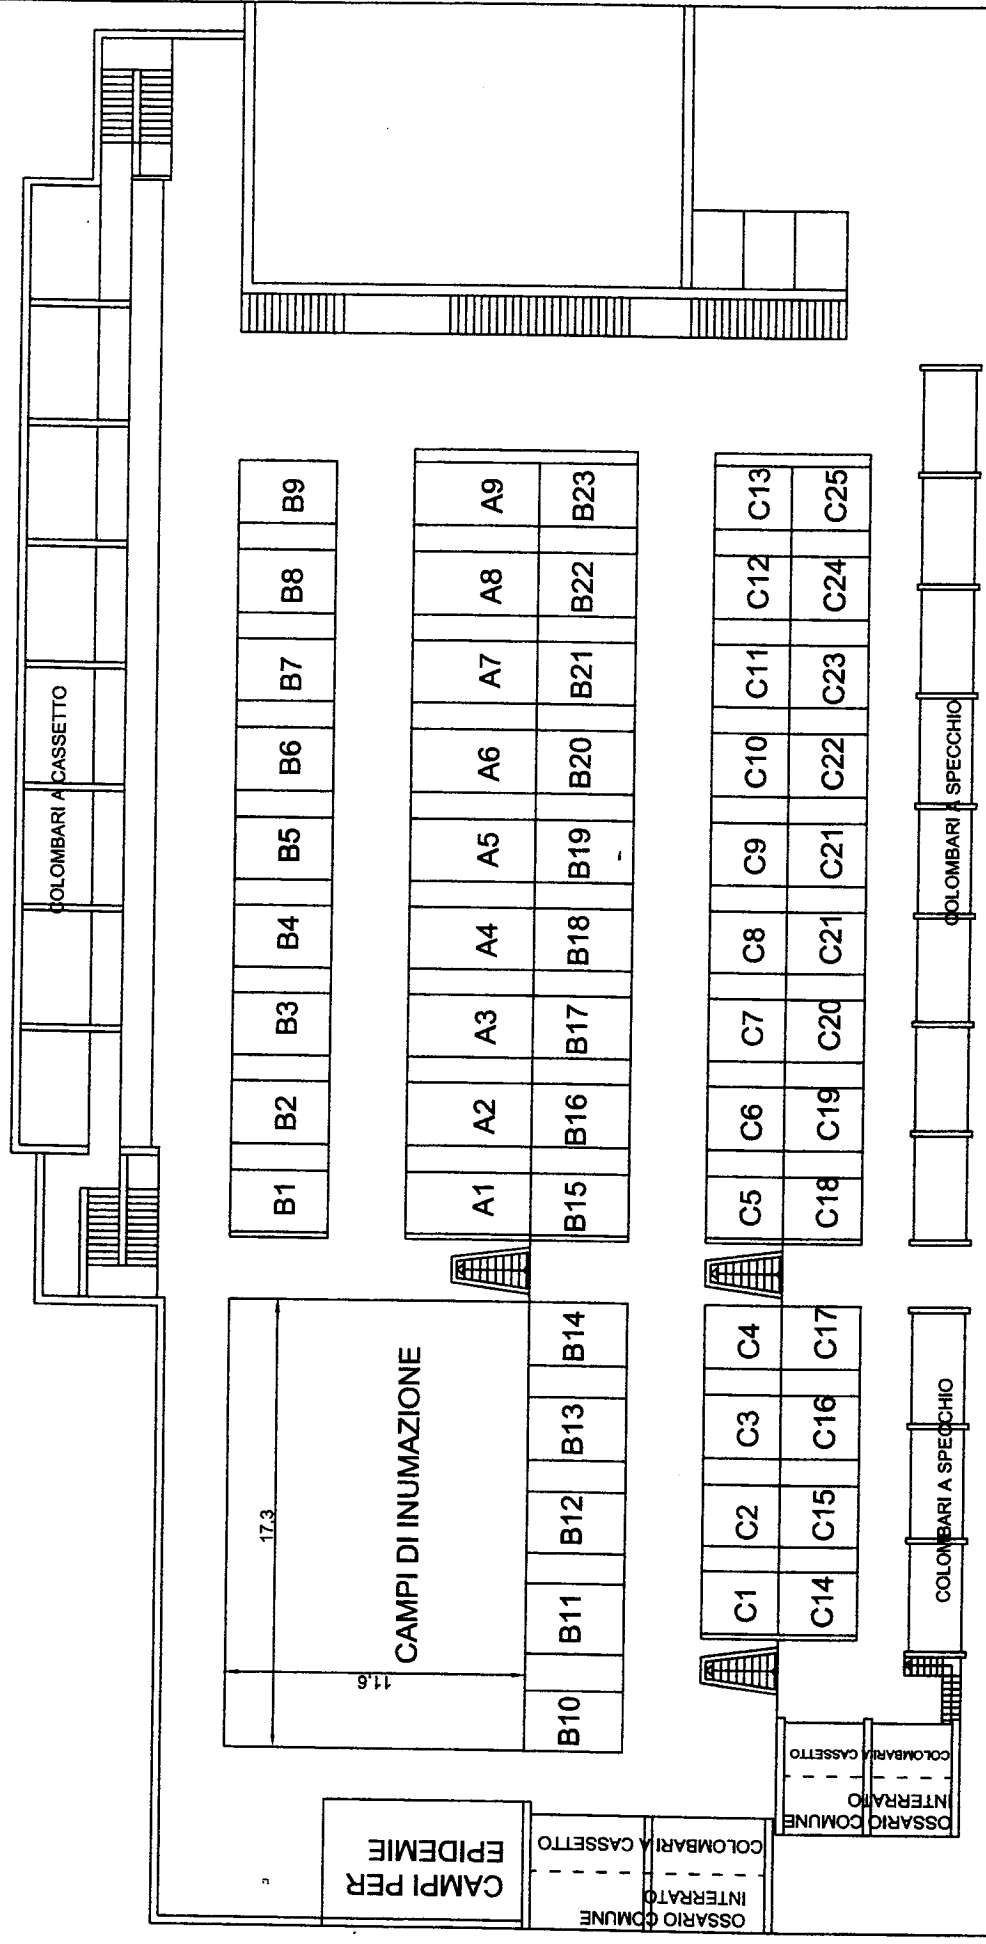 COLOMBARI A CASSETTO
B1
B2
B3
B4
B5
B6
B7
B8
B9
A1
A2
A3
A4
A5
A6
A7
A8
A9
CAMPI DI INUMAZIONE
17.3
11.6
B10
B11
B12
B13
B14
B15
B16
B17
B18
B19
B20
B21
B22
B23
C1
C2
C3
C4
C5
C6
C7
C8
C9
C10
C11
C12
C13
C14
C15
C16
C17
C18
C19
C20
C21
C21
C22
C23
C24
C25
COLOMBARI A SPECCHIO
COLOMBARI A SPECCHIO
CAMPI PER
EPIDEMIE
COLOMBARI A CASSETTO
OSSARIO COMUNE
INTERRATO
COLOMBARI A CASSETTO
OSSARIO COMUNE
INTERRATO